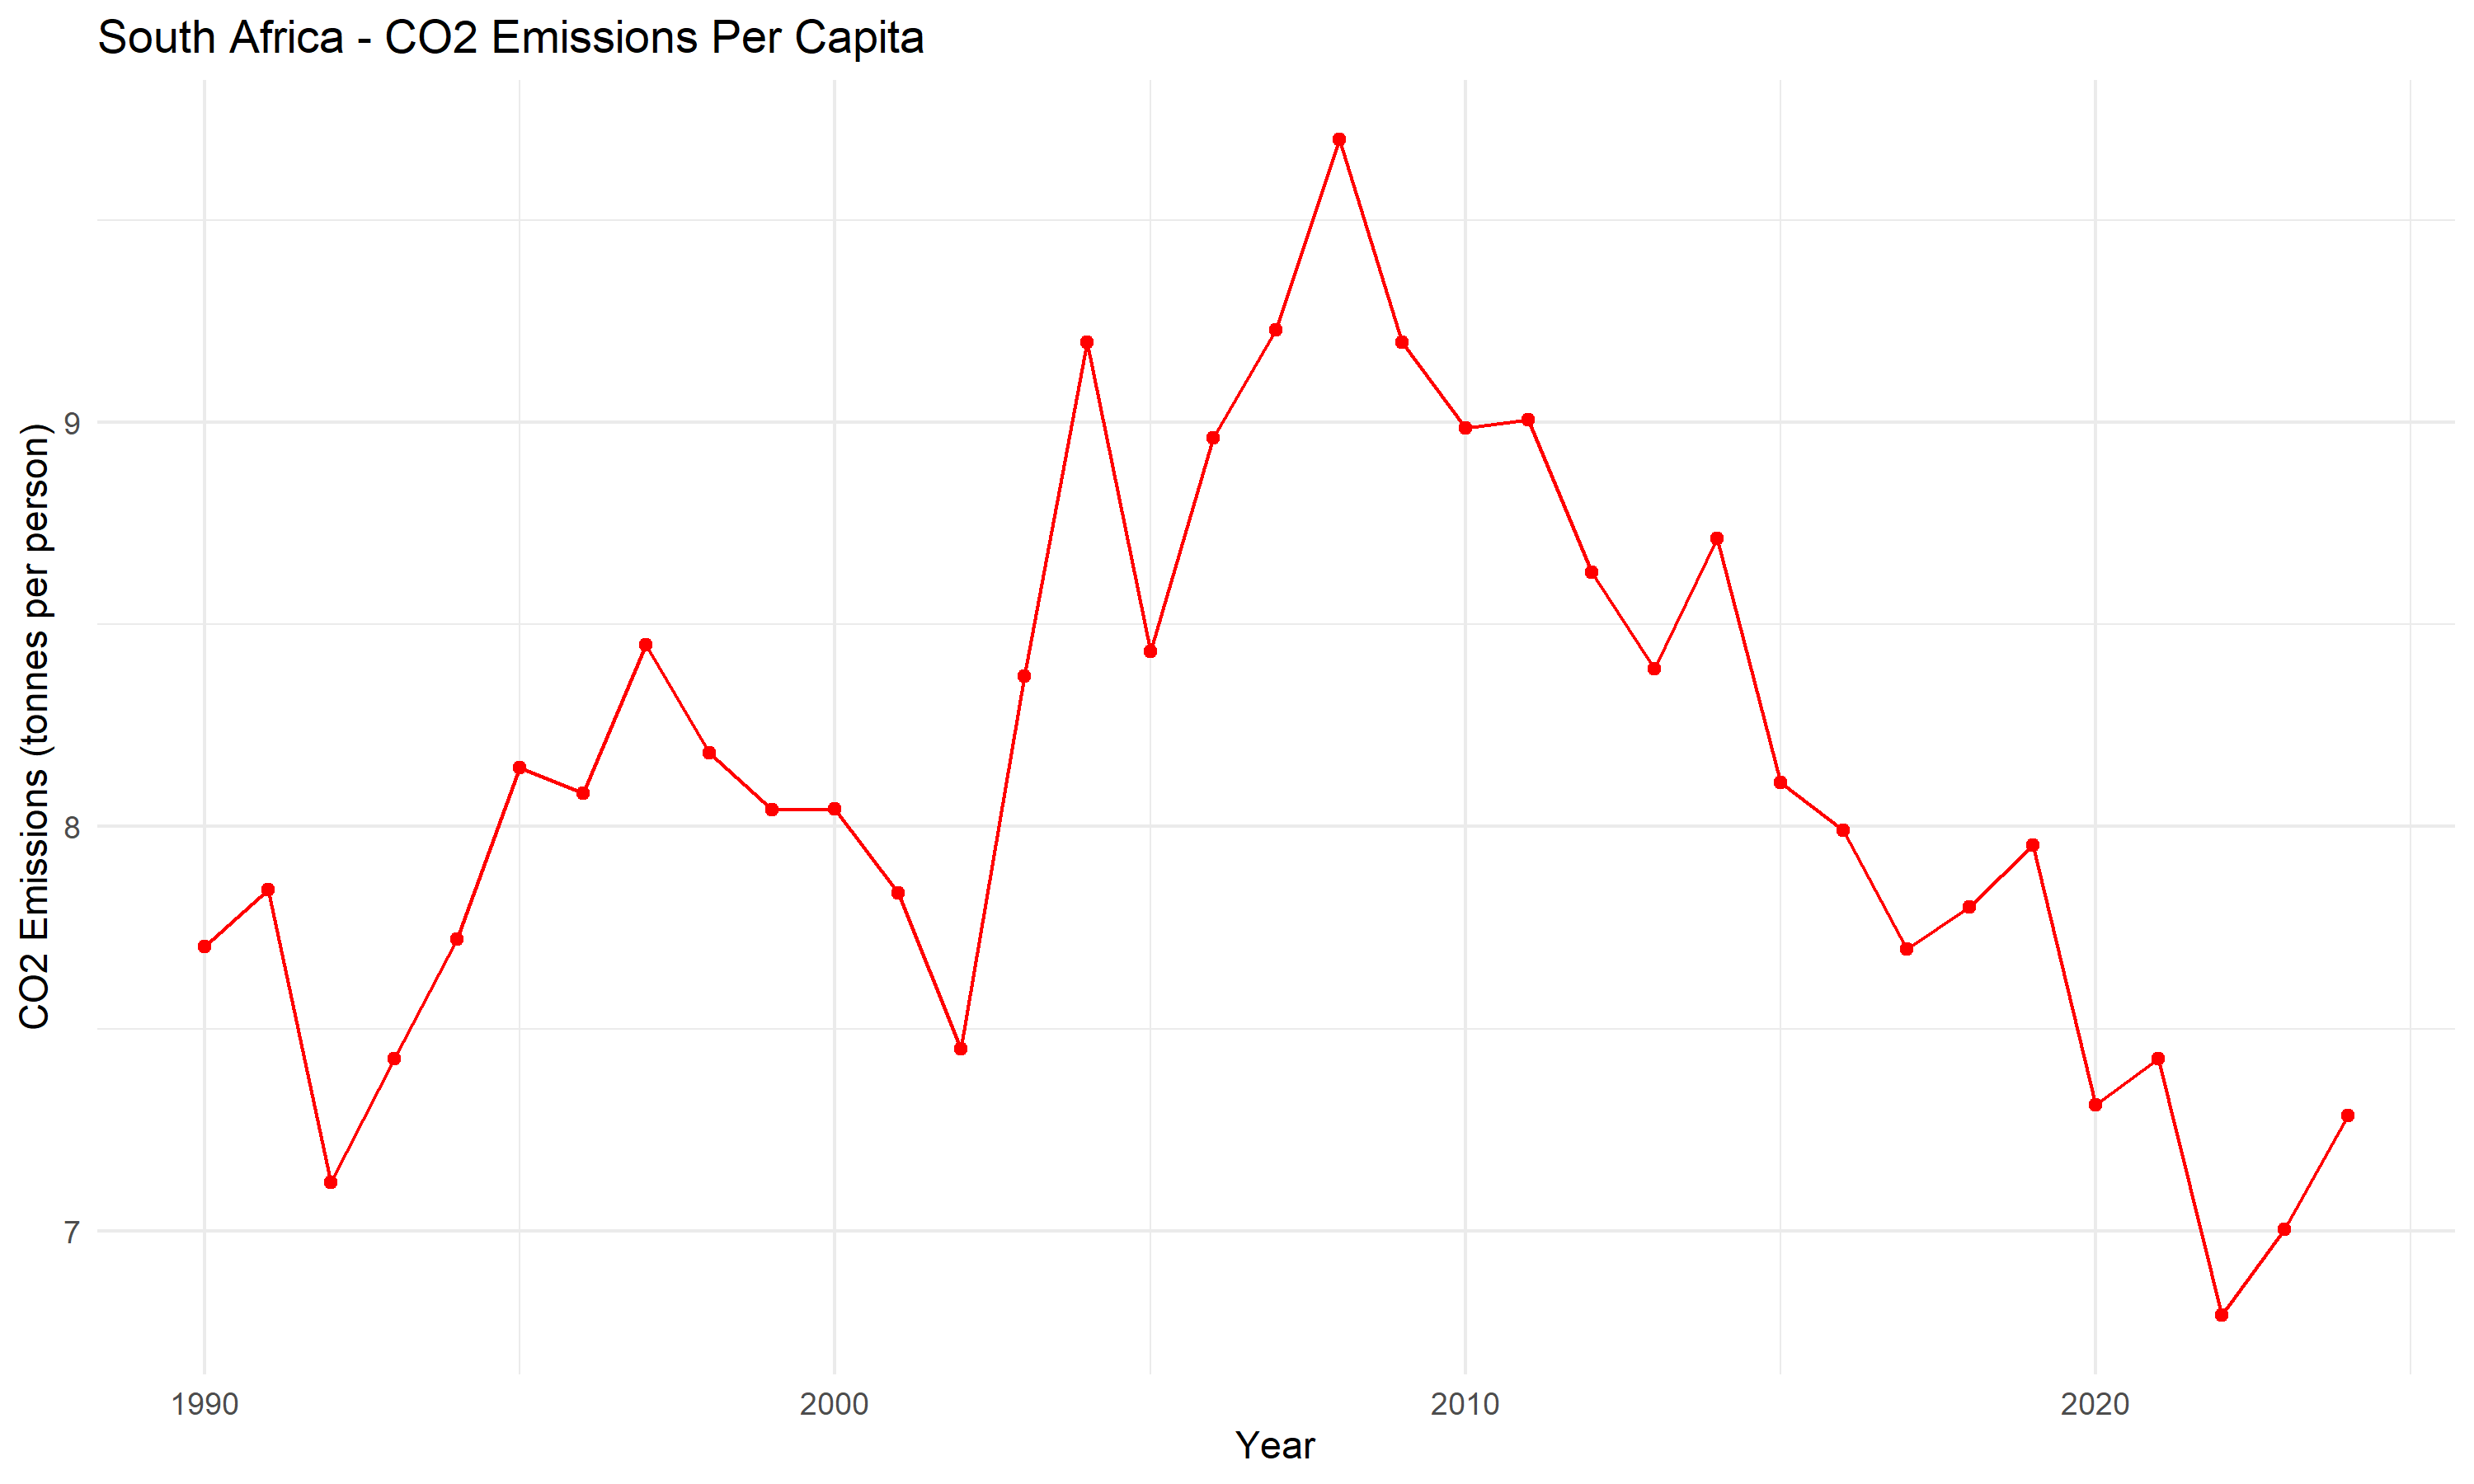 South Africa - CO2 Emissions Per Capita
CO2 Emissions (tonnes per person)
9
8
7
1990
2000
2010
2020
Year